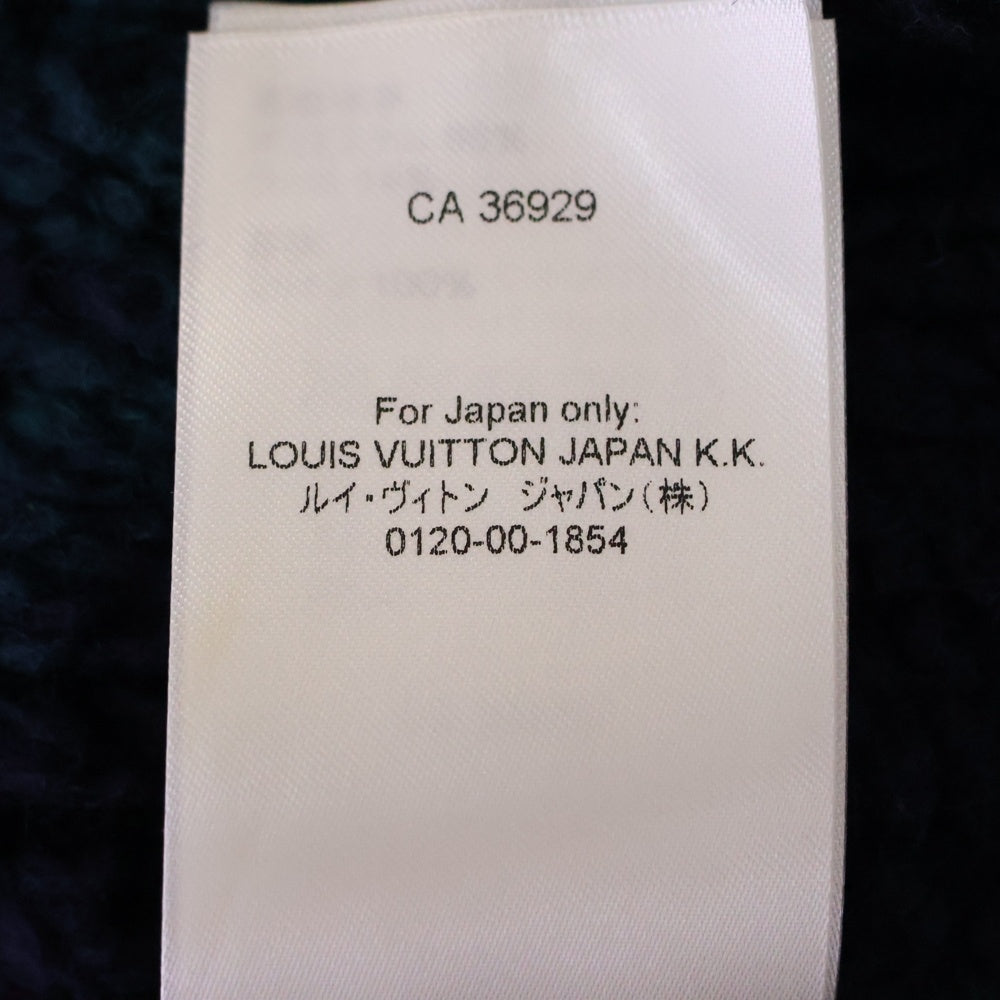 CA 36929
For Japan only:
LOUIS VUITTON JAPAN K.K.
ルイ・ヴィトン ジャパン(株)
0120-00-1854